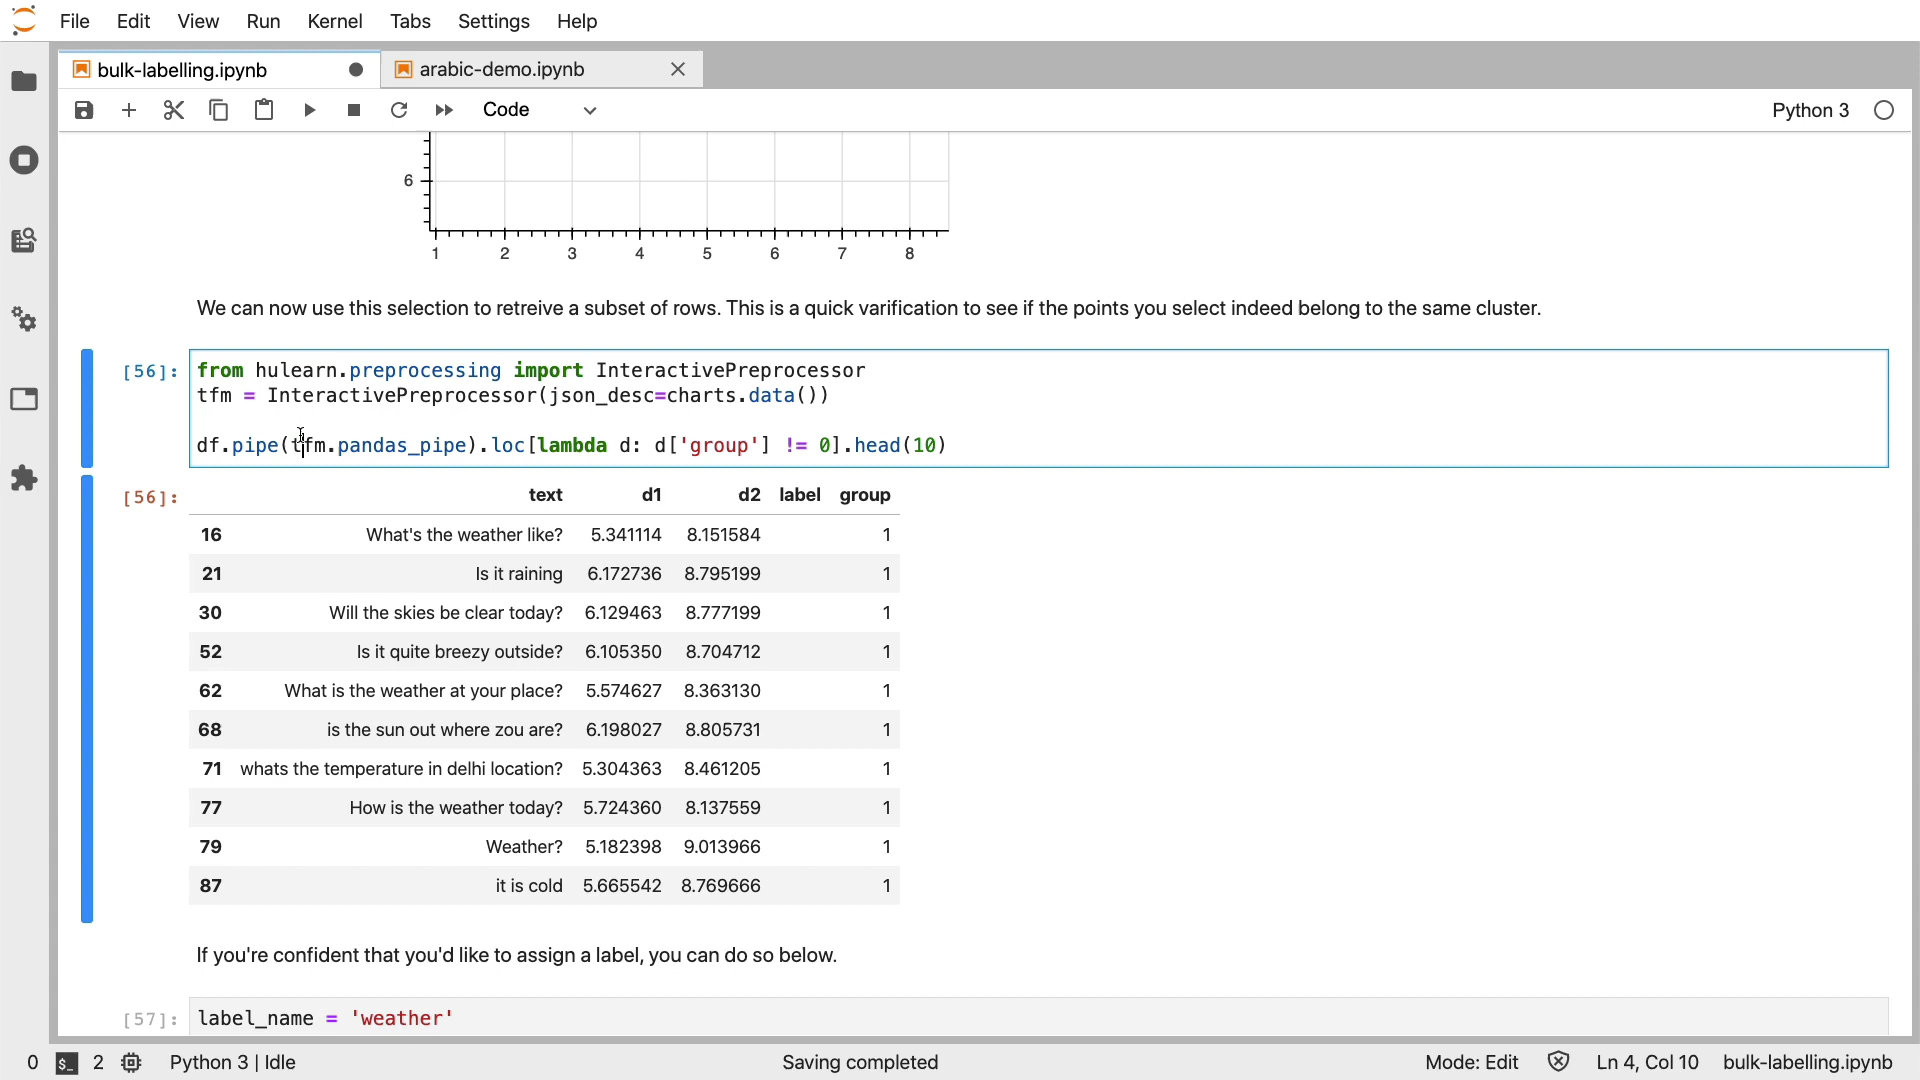 File Edit View Run Kernel Tabs Settings Help
bulk-labelling.ipynb arabic-demo.ipynb
Code Python 3
6
1 2 3 4 5 6 7 8
We can now use this selection to retreive a subset of rows. This is a quick varification to see if the points you select indeed belong to the same cluster.
[56]: from hulearn.preprocessing import InteractivePreprocessor
tfm = InteractivePreprocessor(json_desc=charts.data())
df.pipe(tfm.pandas_pipe).loc[lambda d: d['group'] != 0].head(10)
[56]: text d1 d2 label group
16 What's the weather like? 5.341114 8.151584 1
21 Is it raining 6.172736 8.795199 1
30 Will the skies be clear today? 6.129463 8.777199 1
52 Is it quite breezy outside? 6.105350 8.704712 1
62 What is the weather at your place? 5.574627 8.363130 1
68 is the sun out where zou are? 6.198027 8.805731 1
71 whats the temperature in delhi location? 5.304363 8.461205 1
77 How is the weather today? 5.724360 8.137559 1
79 Weather? 5.182398 9.013966 1
87 it is cold 5.665542 8.769666 1
If you're confident that you'd like to assign a label, you can do so below.
[57]: label_name = 'weather'
0 $_ 2 Python 3 | Idle Saving completed Mode: Edit Ln 4, Col 10 bulk-labelling.ipynb